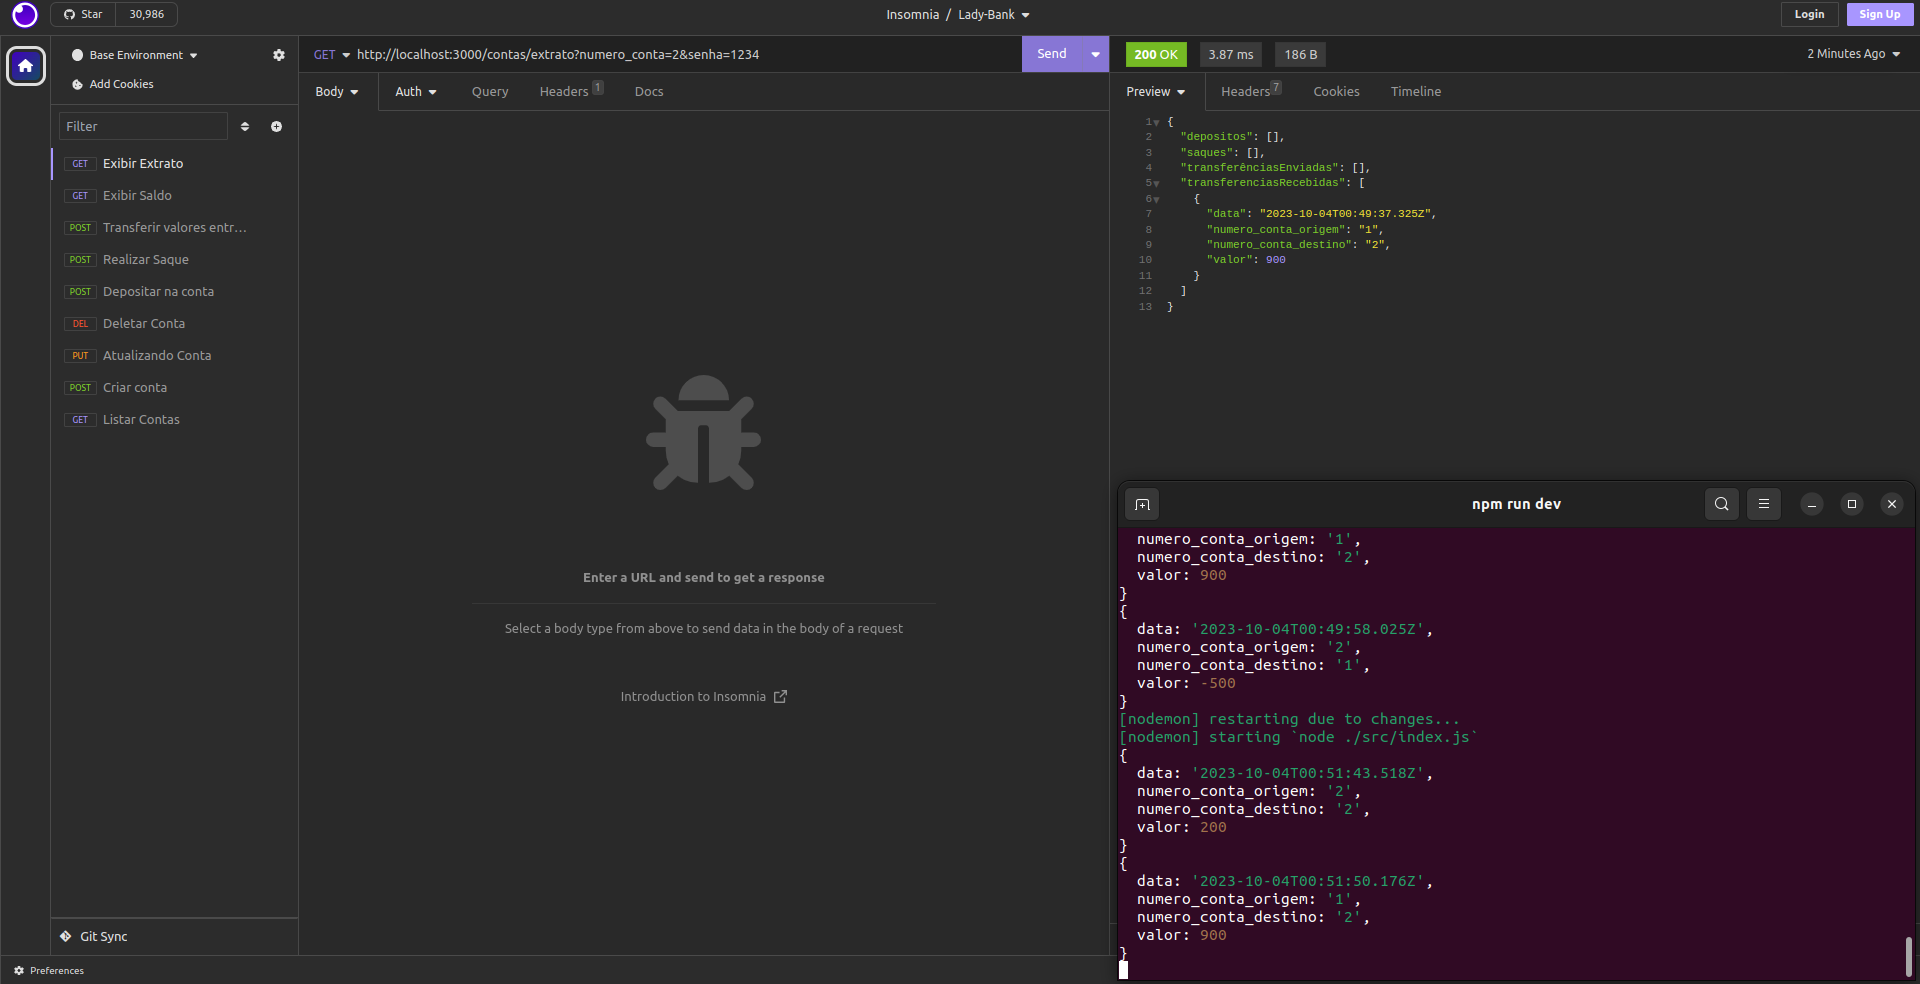 Star 30,986
Insomnia / Lady-Bank
Login
Sign Up
Base Environment
Add Cookies
Filter
GET Exibir Extrato
GET Exibir Saldo
POST Transferir valores entr...
POST Realizar Saque
POST Depositar na conta
DEL Deletar Conta
PUT Atualizando Conta
POST Criar conta
GET Listar Contas
Git Sync
Preferences
GET http://localhost:3000/contas/extrato?numero_conta=2&senha=1234
Send
Body Auth Query Headers 1 Docs
Enter a URL and send to get a response
Select a body type from above to send data in the body of a request
Introduction to Insomnia
200 OK 3.87 ms 186 B 2 Minutes Ago
Preview Headers 7 Cookies Timeline
1 {
2 "depositos": [],
3 "saques": [],
4 "transferênciasEnviadas": [],
5 "transferenciasRecebidas": [
6 {
7 "data": "2023-10-04T00:49:37.325Z",
8 "numero_conta_origem": "1",
9 "numero_conta_destino": "2",
10 "valor": 900
11 }
12 ]
13 }
npm run dev
numero_conta_origem: '1',
numero_conta_destino: '2',
valor: 900
}
{
data: '2023-10-04T00:49:58.025Z',
numero_conta_origem: '2',
numero_conta_destino: '1',
valor: -500
}
[nodemon] restarting due to changes...
[nodemon] starting `node ./src/index.js`
{
data: '2023-10-04T00:51:43.518Z',
numero_conta_origem: '2',
numero_conta_destino: '2',
valor: 200
}
{
data: '2023-10-04T00:51:50.176Z',
numero_conta_origem: '1',
numero_conta_destino: '2',
valor: 900
}